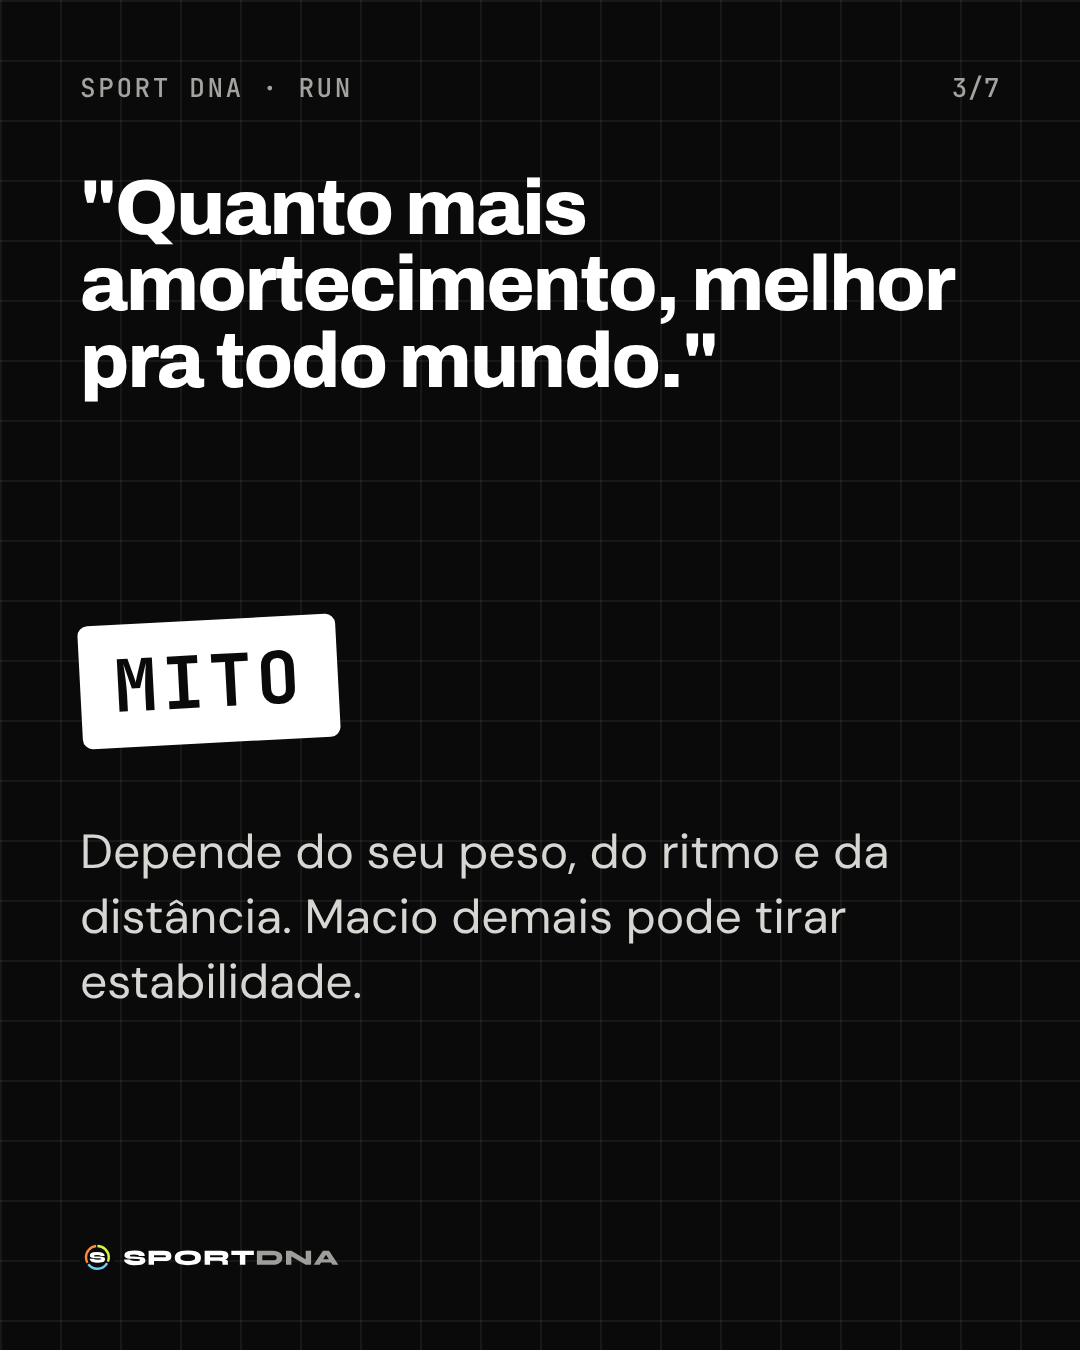 SPORT DNA · RUN
3/7
"Quanto mais
amortecimento, melhor
pra todo mundo."
MITO
Depende do seu peso, do ritmo e da
distância. Macio demais pode tirar
estabilidade.
S SPORTDNA